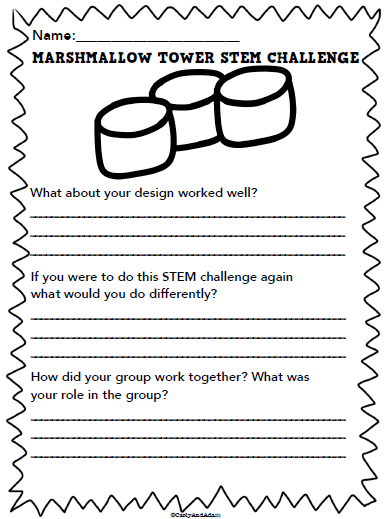 Name:____________________
MARSHMALLOW TOWER STEM CHALLENGE
What about your design worked well?
If you were to do this STEM challenge again
what would you do differently?
How did your group work together? What was
your role in the group?
©CarlyAndAdam